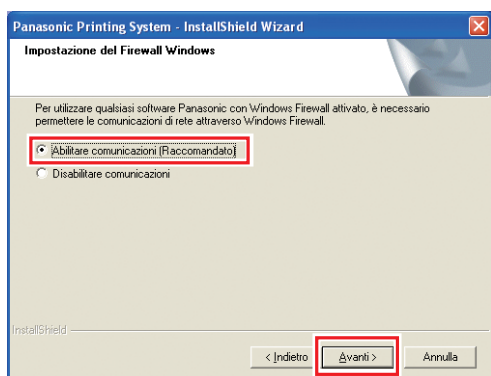 Panasonic Printing System - InstallShield Wizard
Impostazione del Firewall Windows
Per utilizzare qualsiasi software Panasonic con Windows Firewall attivato, è necessario
permettere le comunicazioni di rete attraverso Windows Firewall.
Abilitare comunicazioni (Raccomandato)
Disabilitare comunicazioni
InstallShield
< Indietro
Avanti >
Annulla